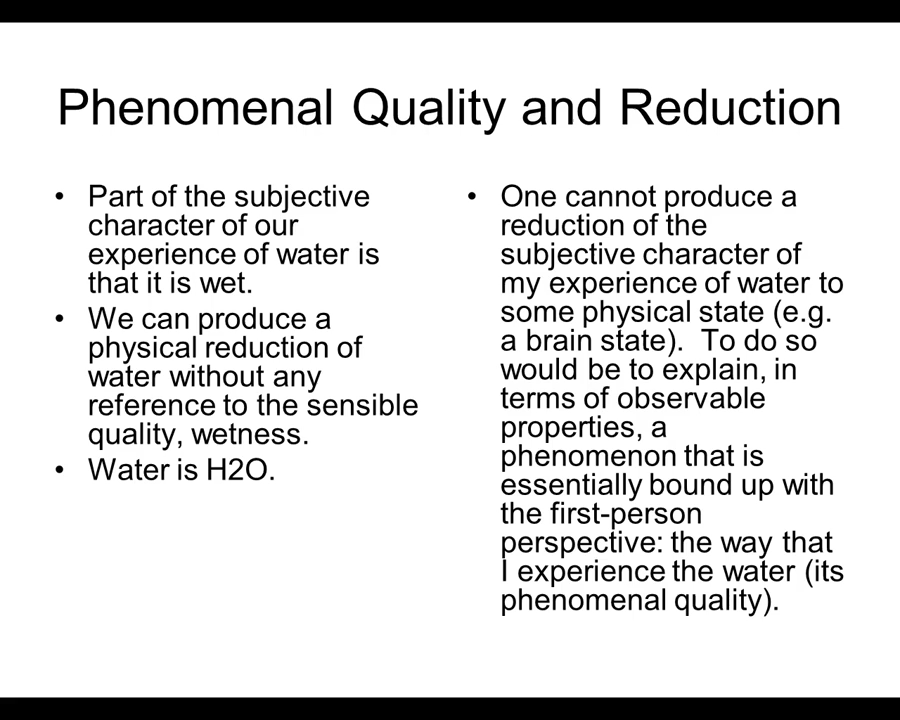 Phenomenal Quality and Reduction
• Part of the subjective
character of our
experience of water is
that it is wet.
• We can produce a
physical reduction of
water without any
reference to the sensible
quality, wetness.
• Water is H2O.
• One cannot produce a
reduction of the
subjective character of
my experience of water to
some physical state (e.g.
a brain state).  To do so
would be to explain, in
terms of observable
properties, a
phenomenon that is
essentially bound up with
the first-person
perspective: the way that
I experience the water (its
phenomenal quality).